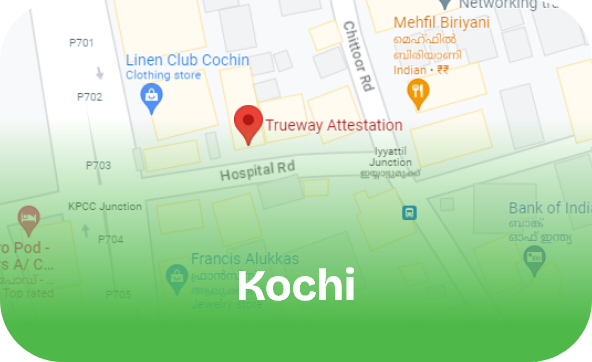 Networking
Mehfil Biriyani
മെഹ്ഫിൽ
ബിരിയാണി
Indian • ₹₹
P701
Chittoor Rd
Linen Club Cochin
Clothing store
P702
Trueway Attestation
Iyyattil
Junction
ഇയ്യാട്ടുമുക്ക്
P703
Hospital Rd
KPCC Junction
Bank of India
ബാങ്ക്
ഓഫ് ഇന്ത്യ
P704
o Pod -
s A/ C...
Top rated
Francis Alukkas
ഫ്രാൻസിസ്
Jewelry store
P705
Kochi